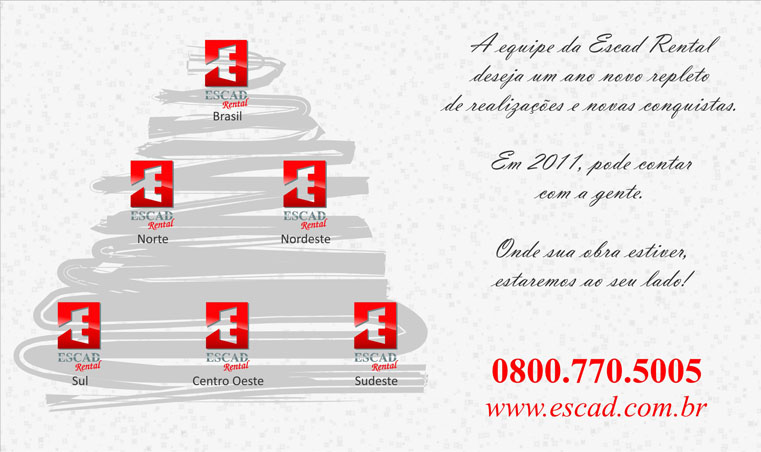 ESCAD
Rental
Brasil
ESCAD
Rental
Norte
ESCAD
Rental
Nordeste
ESCAD
Rental
Sul
ESCAD
Rental
Centro Oeste
ESCAD
Rental
Sudeste
A equipe da Escad Rental
deseja um ano novo repleto
de realizações e novas conquistas.
Em 2011, pode contar
com a gente.
Onde sua obra estiver,
estaremos ao seu lado!
0800.770.5005
www.escad.com.br